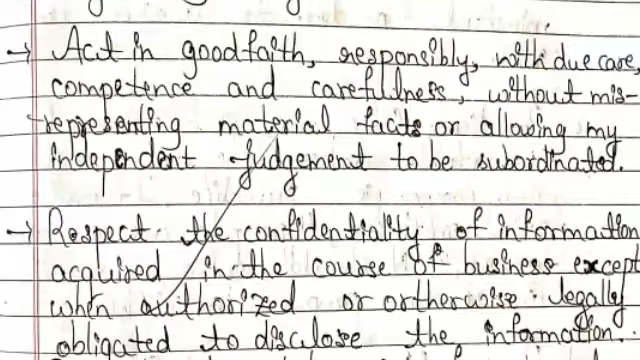 → Act in good faith, responsibly, with due care,
competence and carefullness, without mis-
representing material facts or allowing my
independent judgement to be subordinated.
→ Respect the confidentiality of information
acquired in the course of business except
when authorized or ortherwise legally
obligated to disclose the information.